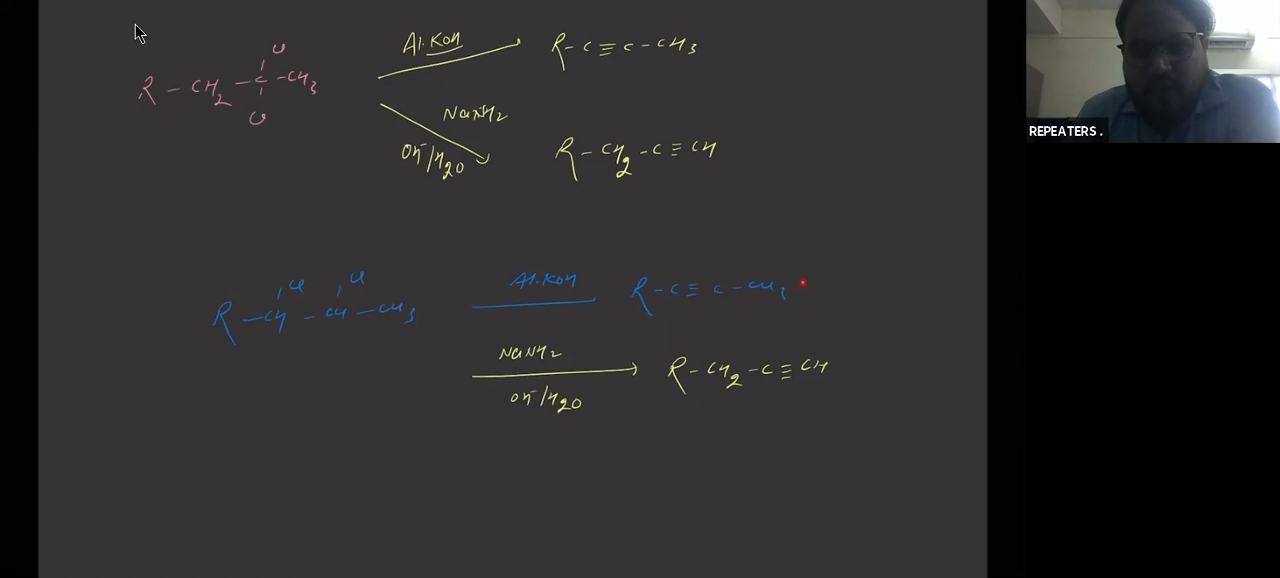 Al.KOH
R-C≡C-CH3
Cl
R-CH2-C-CH3
Cl
NaNH2
OH-/H2O
R-CH2-C≡CH
REPEATERS .
Cl Cl
R-CH-CH-CH3
Al.KOH
R-C≡C-CH3
NaNH2
OH-/H2O
R-CH2-C≡CH